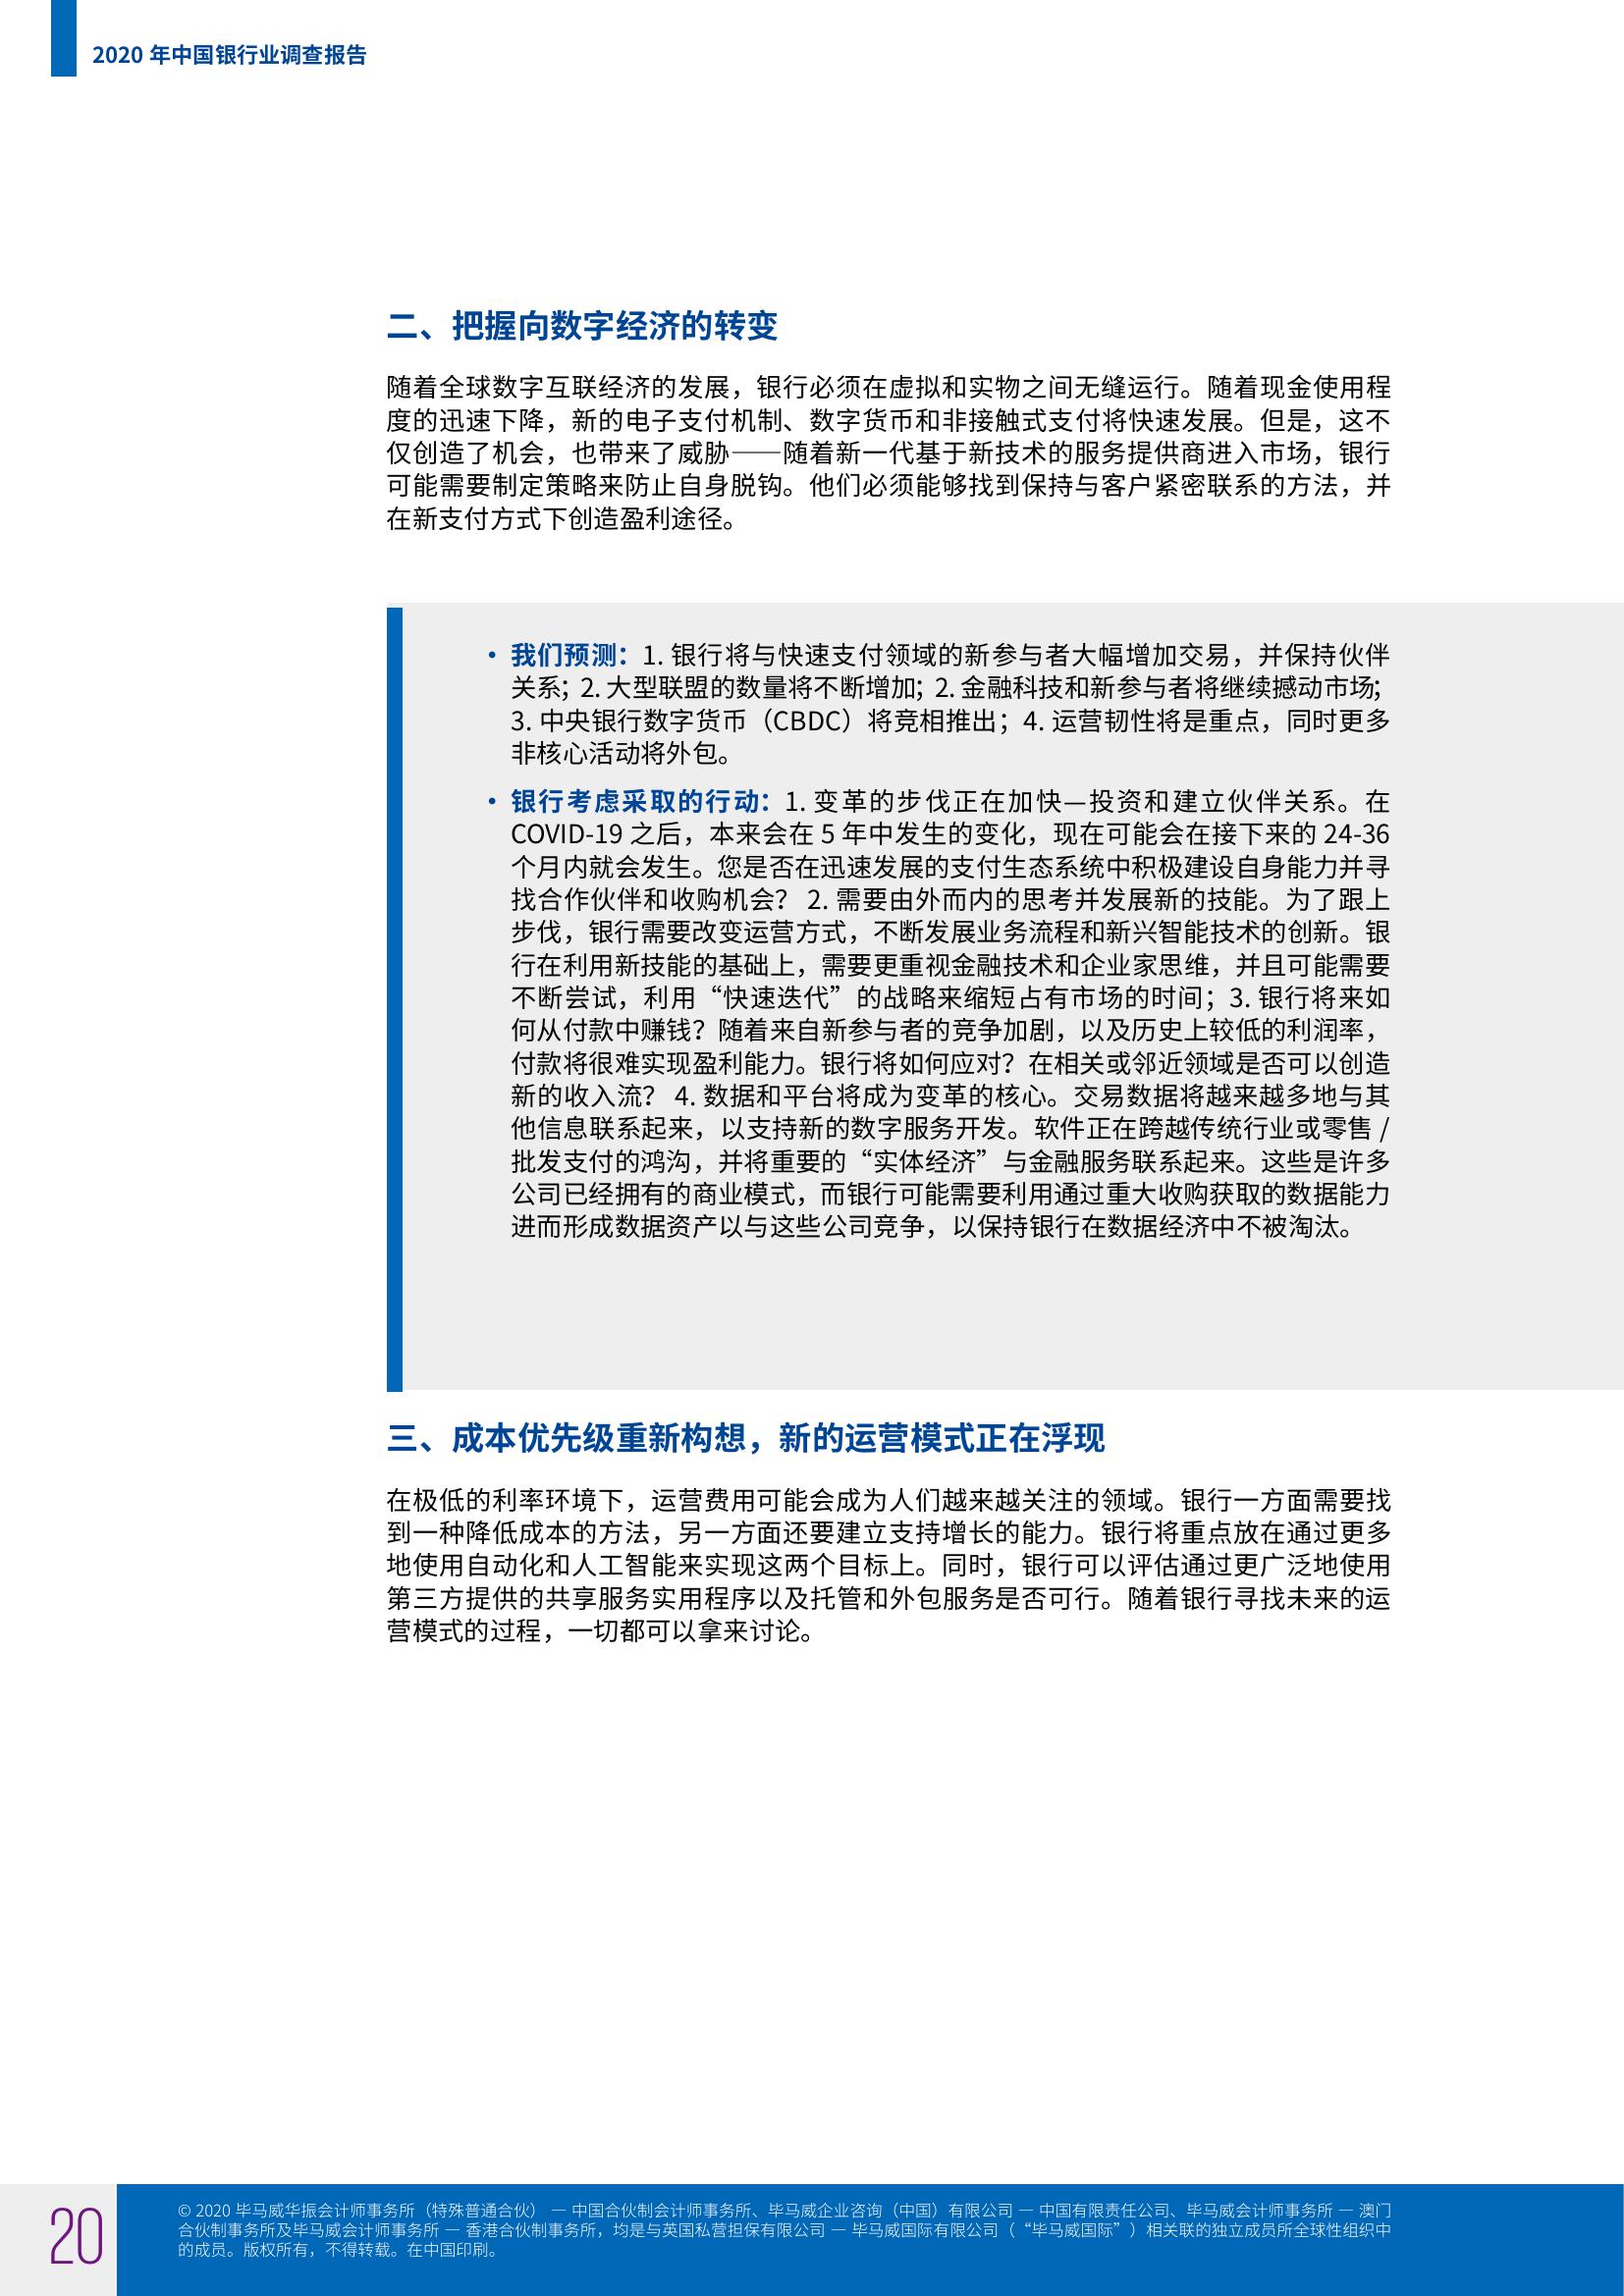 2020 年中国银行业调查报告
二、把握向数字经济的转变
随着全球数字互联经济的发展，银行必须在虚拟和实物之间无缝运行。随着现金使用程
度的迅速下降，新的电子支付机制、数字货币和非接触式支付将快速发展。但是，这不
仅创造了机会，也带来了威胁——随着新一代基于新技术的服务提供商进入市场，银行
可能需要制定策略来防止自身脱钩。他们必须能够找到保持与客户紧密联系的方法，并
在新支付方式下创造盈利途径。
• 我们预测：1. 银行将与快速支付领域的新参与者大幅增加交易，并保持伙伴
关系；2. 大型联盟的数量将不断增加；2. 金融科技和新参与者将继续撼动市场；
3. 中央银行数字货币（CBDC）将竞相推出；4. 运营韧性将是重点，同时更多
非核心活动将外包。
• 银行考虑采取的行动：1. 变革的步伐正在加快—投资和建立伙伴关系。在
COVID-19 之后，本来会在 5 年中发生的变化，现在可能会在接下来的 24-36
个月内就会发生。您是否在迅速发展的支付生态系统中积极建设自身能力并寻
找合作伙伴和收购机会？ 2. 需要由外而内的思考并发展新的技能。为了跟上
步伐，银行需要改变运营方式，不断发展业务流程和新兴智能技术的创新。银
行在利用新技能的基础上，需要更重视金融技术和企业家思维，并且可能需要
不断尝试，利用“快速迭代”的战略来缩短占有市场的时间；3. 银行将来如
何从付款中赚钱？随着来自新参与者的竞争加剧，以及历史上较低的利润率，
付款将很难实现盈利能力。银行将如何应对？在相关或邻近领域是否可以创造
新的收入流？ 4. 数据和平台将成为变革的核心。交易数据将越来越多地与其
他信息联系起来，以支持新的数字服务开发。软件正在跨越传统行业或零售 /
批发支付的鸿沟，并将重要的“实体经济”与金融服务联系起来。这些是许多
公司已经拥有的商业模式，而银行可能需要利用通过重大收购获取的数据能力
进而形成数据资产以与这些公司竞争，以保持银行在数据经济中不被淘汰。
三、成本优先级重新构想，新的运营模式正在浮现
在极低的利率环境下，运营费用可能会成为人们越来越关注的领域。银行一方面需要找
到一种降低成本的方法，另一方面还要建立支持增长的能力。银行将重点放在通过更多
地使用自动化和人工智能来实现这两个目标上。同时，银行可以评估通过更广泛地使用
第三方提供的共享服务实用程序以及托管和外包服务是否可行。随着银行寻找未来的运
营模式的过程，一切都可以拿来讨论。
20
© 2020 毕马威华振会计师事务所（特殊普通合伙） — 中国合伙制会计师事务所、毕马威企业咨询（中国）有限公司 — 中国有限责任公司、毕马威会计师事务所 — 澳门
合伙制事务所及毕马威会计师事务所 — 香港合伙制事务所，均是与英国私营担保有限公司 — 毕马威国际有限公司（“毕马威国际”）相关联的独立成员所全球性组织中
的成员。版权所有，不得转载。在中国印刷。